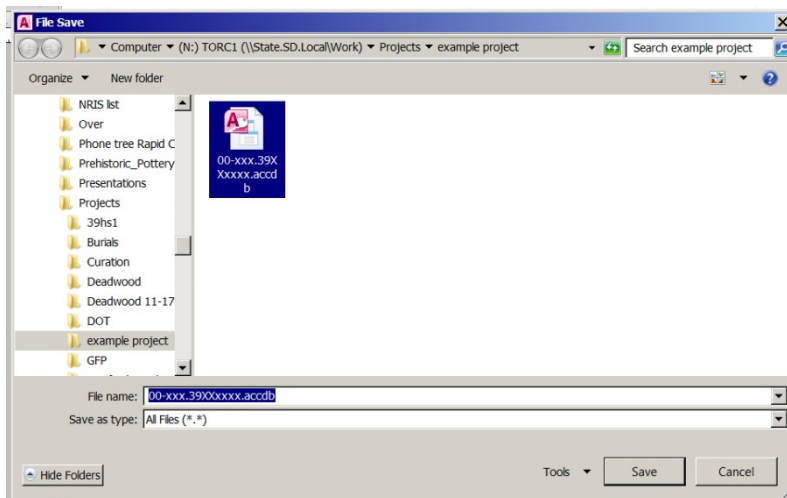 File Save
Computer (N:) TORC1 (\\State.SD.Local\Work) Projects example project
Search example project
Organize New folder
NRIS list
Over
Phone tree Rapid C
Prehistoric_Pottery
Presentations
Projects
39hs1
Burials
Curation
Deadwood
Deadwood 11-17
DOT
example project
GFP
00-xxx.39X
Xxxxx.accd
b
File name: 00-xxx.39XXxxxx.accdb
Save as type: All Files (*.*)
Hide Folders
Tools Save Cancel